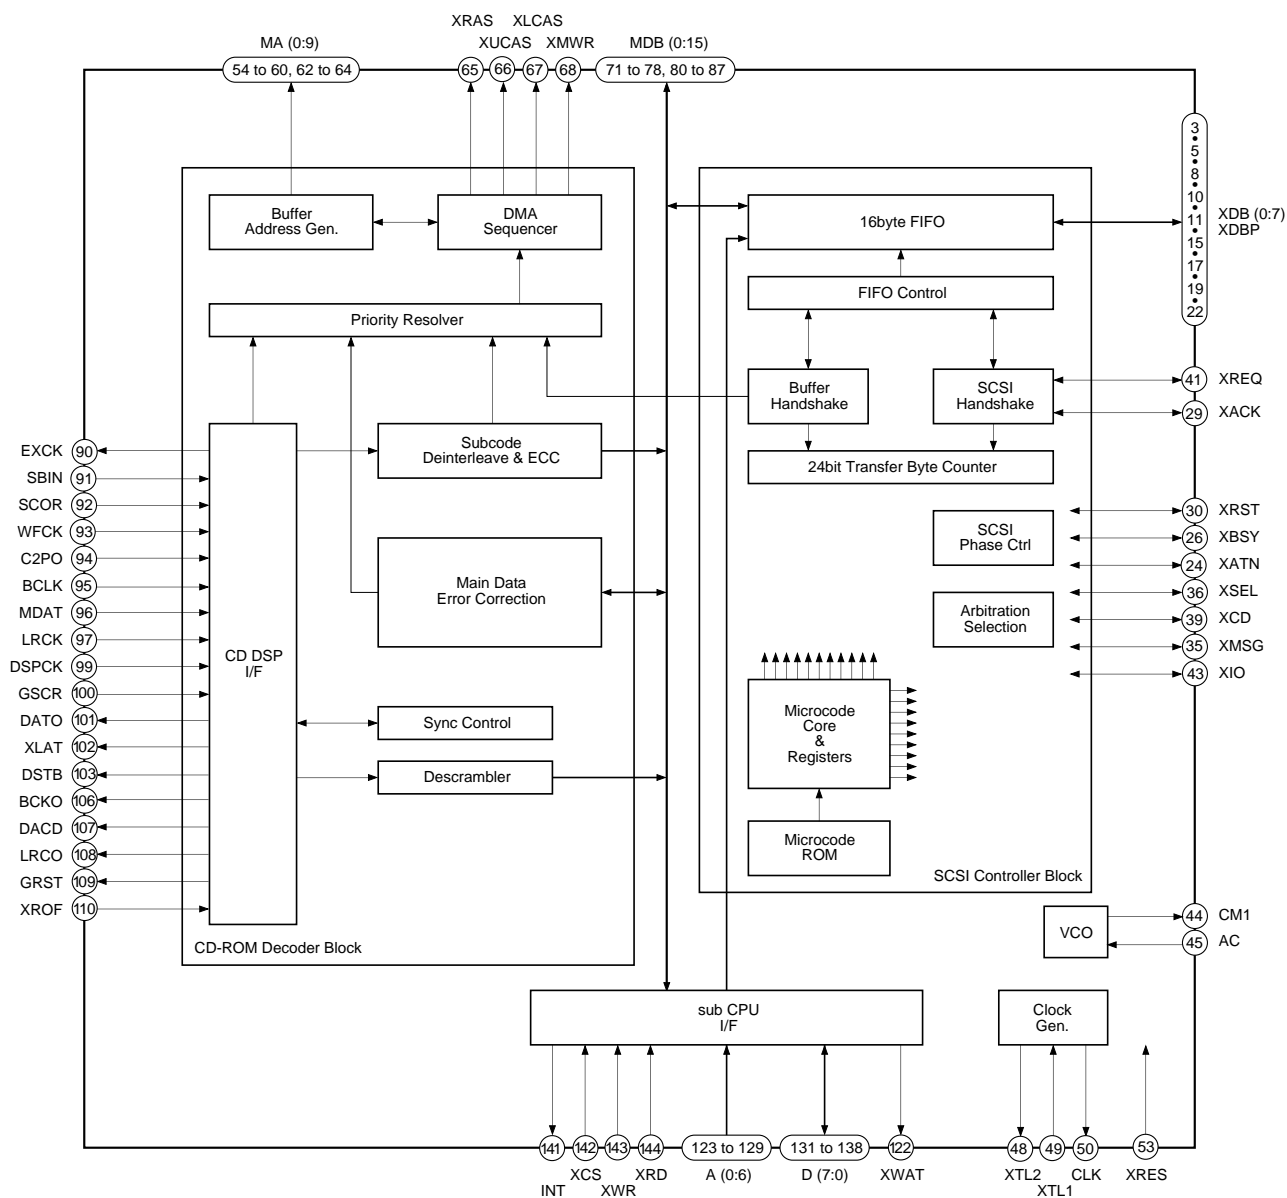 XRAS XLCAS
MA (0:9) XUCAS XMWR MDB (0:15)
54 to 60, 62 to 64 65 66 67 68 71 to 78, 80 to 87
3
5
8
10
11
15
17
19
22
XDB (0:7)
XDBP
Buffer
Address Gen.
DMA
Sequencer
16byte FIFO
FIFO Control
Priority Resolver
Buffer
Handshake
SCSI
Handshake
41 XREQ
29 XACK
Subcode
Deinterleave & ECC
24bit Transfer Byte Counter
EXCK 90
SBIN 91
SCOR 92
WFCK 93
C2PO 94
BCLK 95
MDAT 96
LRCK 97
DSPCK 99
GSCR 100
DATO 101
XLAT 102
DSTB 103
BCKO 106
DACD 107
LRCO 108
GRST 109
XROF 110
CD DSP
I/F
Main Data
Error Correction
Sync Control
Descrambler
CD-ROM Decoder Block
SCSI
Phase Ctrl
Arbitration
Selection
30 XRST
26 XBSY
24 XATN
36 XSEL
39 XCD
35 XMSG
43 XIO
Microcode
Core
&
Registers
Microcode
ROM
SCSI Controller Block
VCO
44 CM1
45 AC
sub CPU
I/F
Clock
Gen.
141 142 143 144 123 to 129 131 to 138 122 48 49 50 53
XCS XRD A (0:6) D (7:0) XWAT XTL2 CLK XRES
INT XWR XTL1